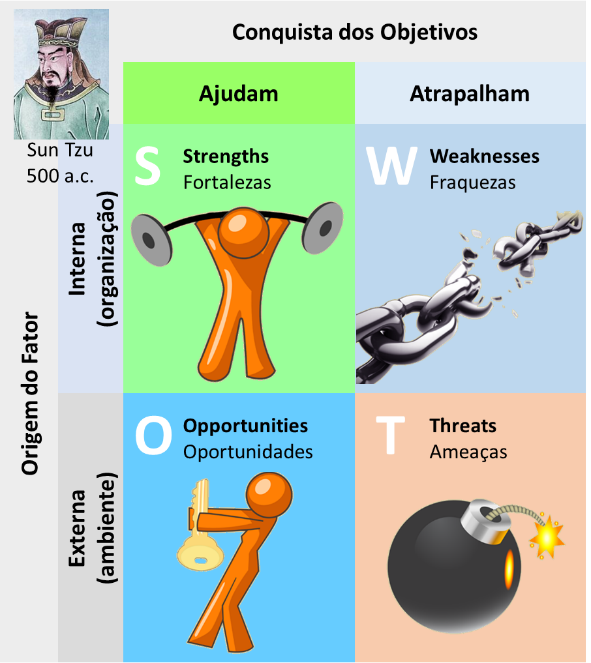 Conquista dos Objetivos
Ajudam
Atrapalham
Sun Tzu
500 a.c.
Origem do Fator
Interna
(organização)
S
Strengths
Fortalezas
W
Weaknesses
Fraquezas
Externa
(ambiente)
O
Opportunities
Oportunidades
T
Threats
Ameaças